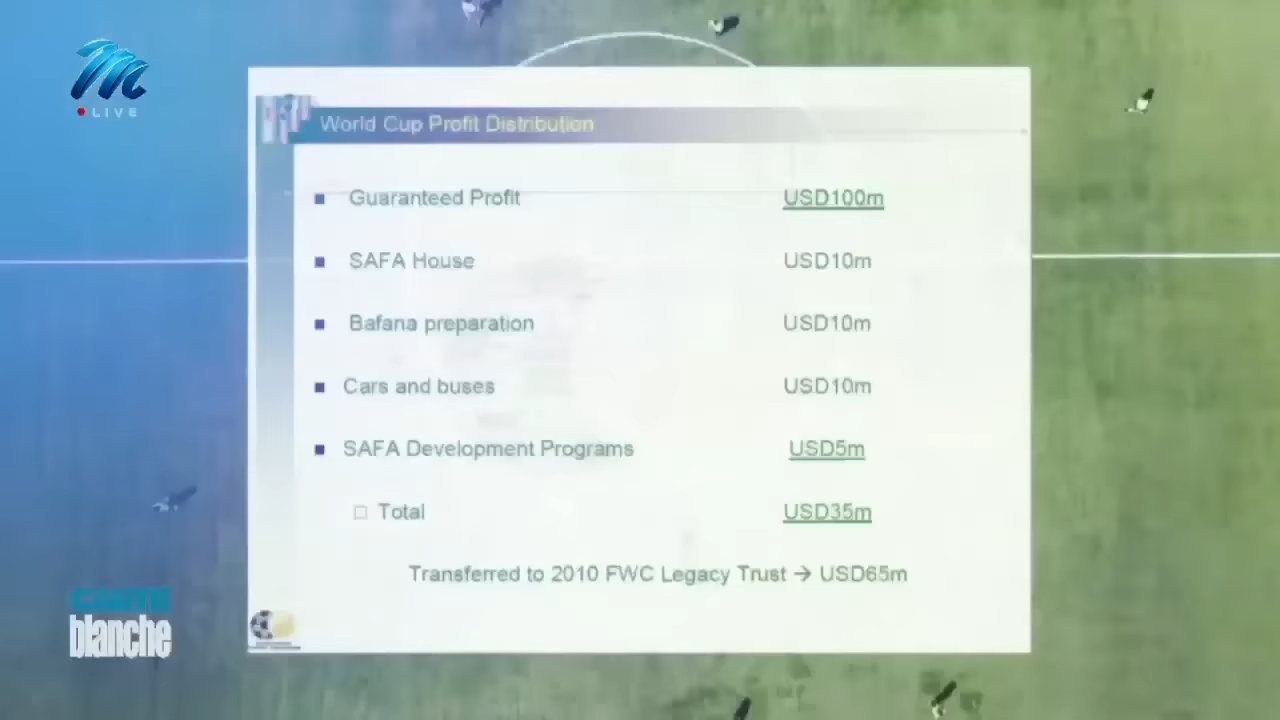 LIVE
World Cup Profit Distribution
Guaranteed Profit USD100m
SAFA House USD10m
Bafana preparation USD10m
Cars and buses USD10m
SAFA Development Programs USD5m
Total USD35m
Transferred to 2010 FWC Legacy Trust → USD65m
CARTE
blanche